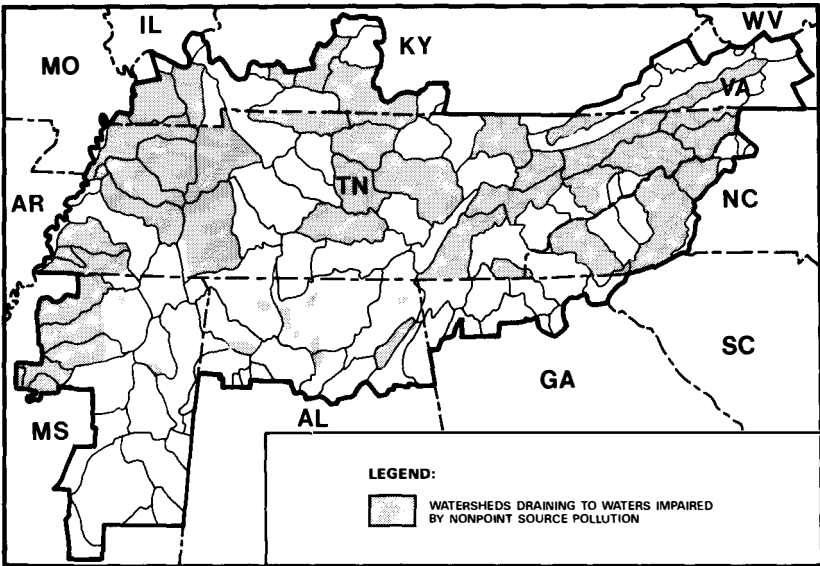 IL
WV
KY
MO
VA
TN
AR
NC
SC
GA
MS
AL
LEGEND:
WATERSHEDS DRAINING TO WATERS IMPAIRED
BY NONPOINT SOURCE POLLUTION